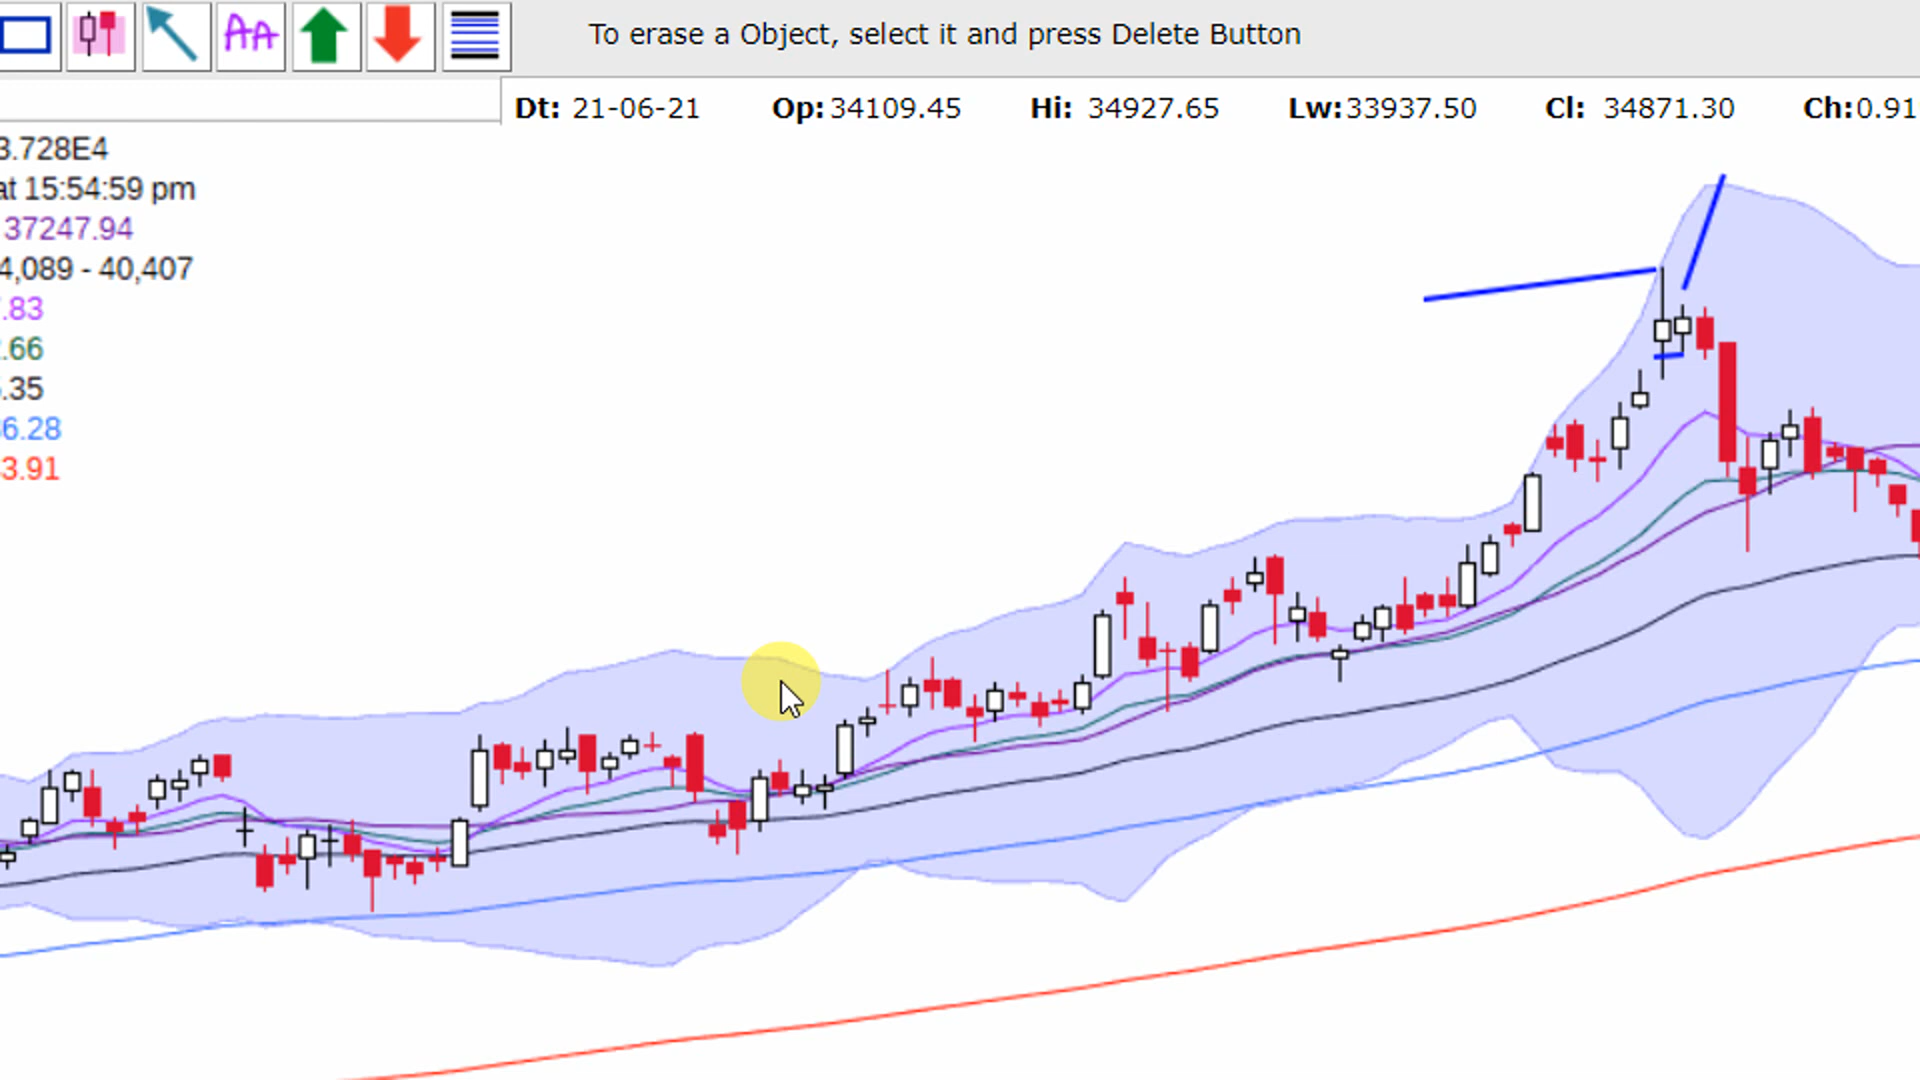 AA
To erase a Object, select it and press Delete Button
Dt: 21-06-21 Op:34109.45 Hi: 34927.65 Lw:33937.50 Cl: 34871.30 Ch:0.91
3.728E4
at 15:54:59 pm
37247.94
4,089 - 40,407
.83
.66
.35
6.28
3.91